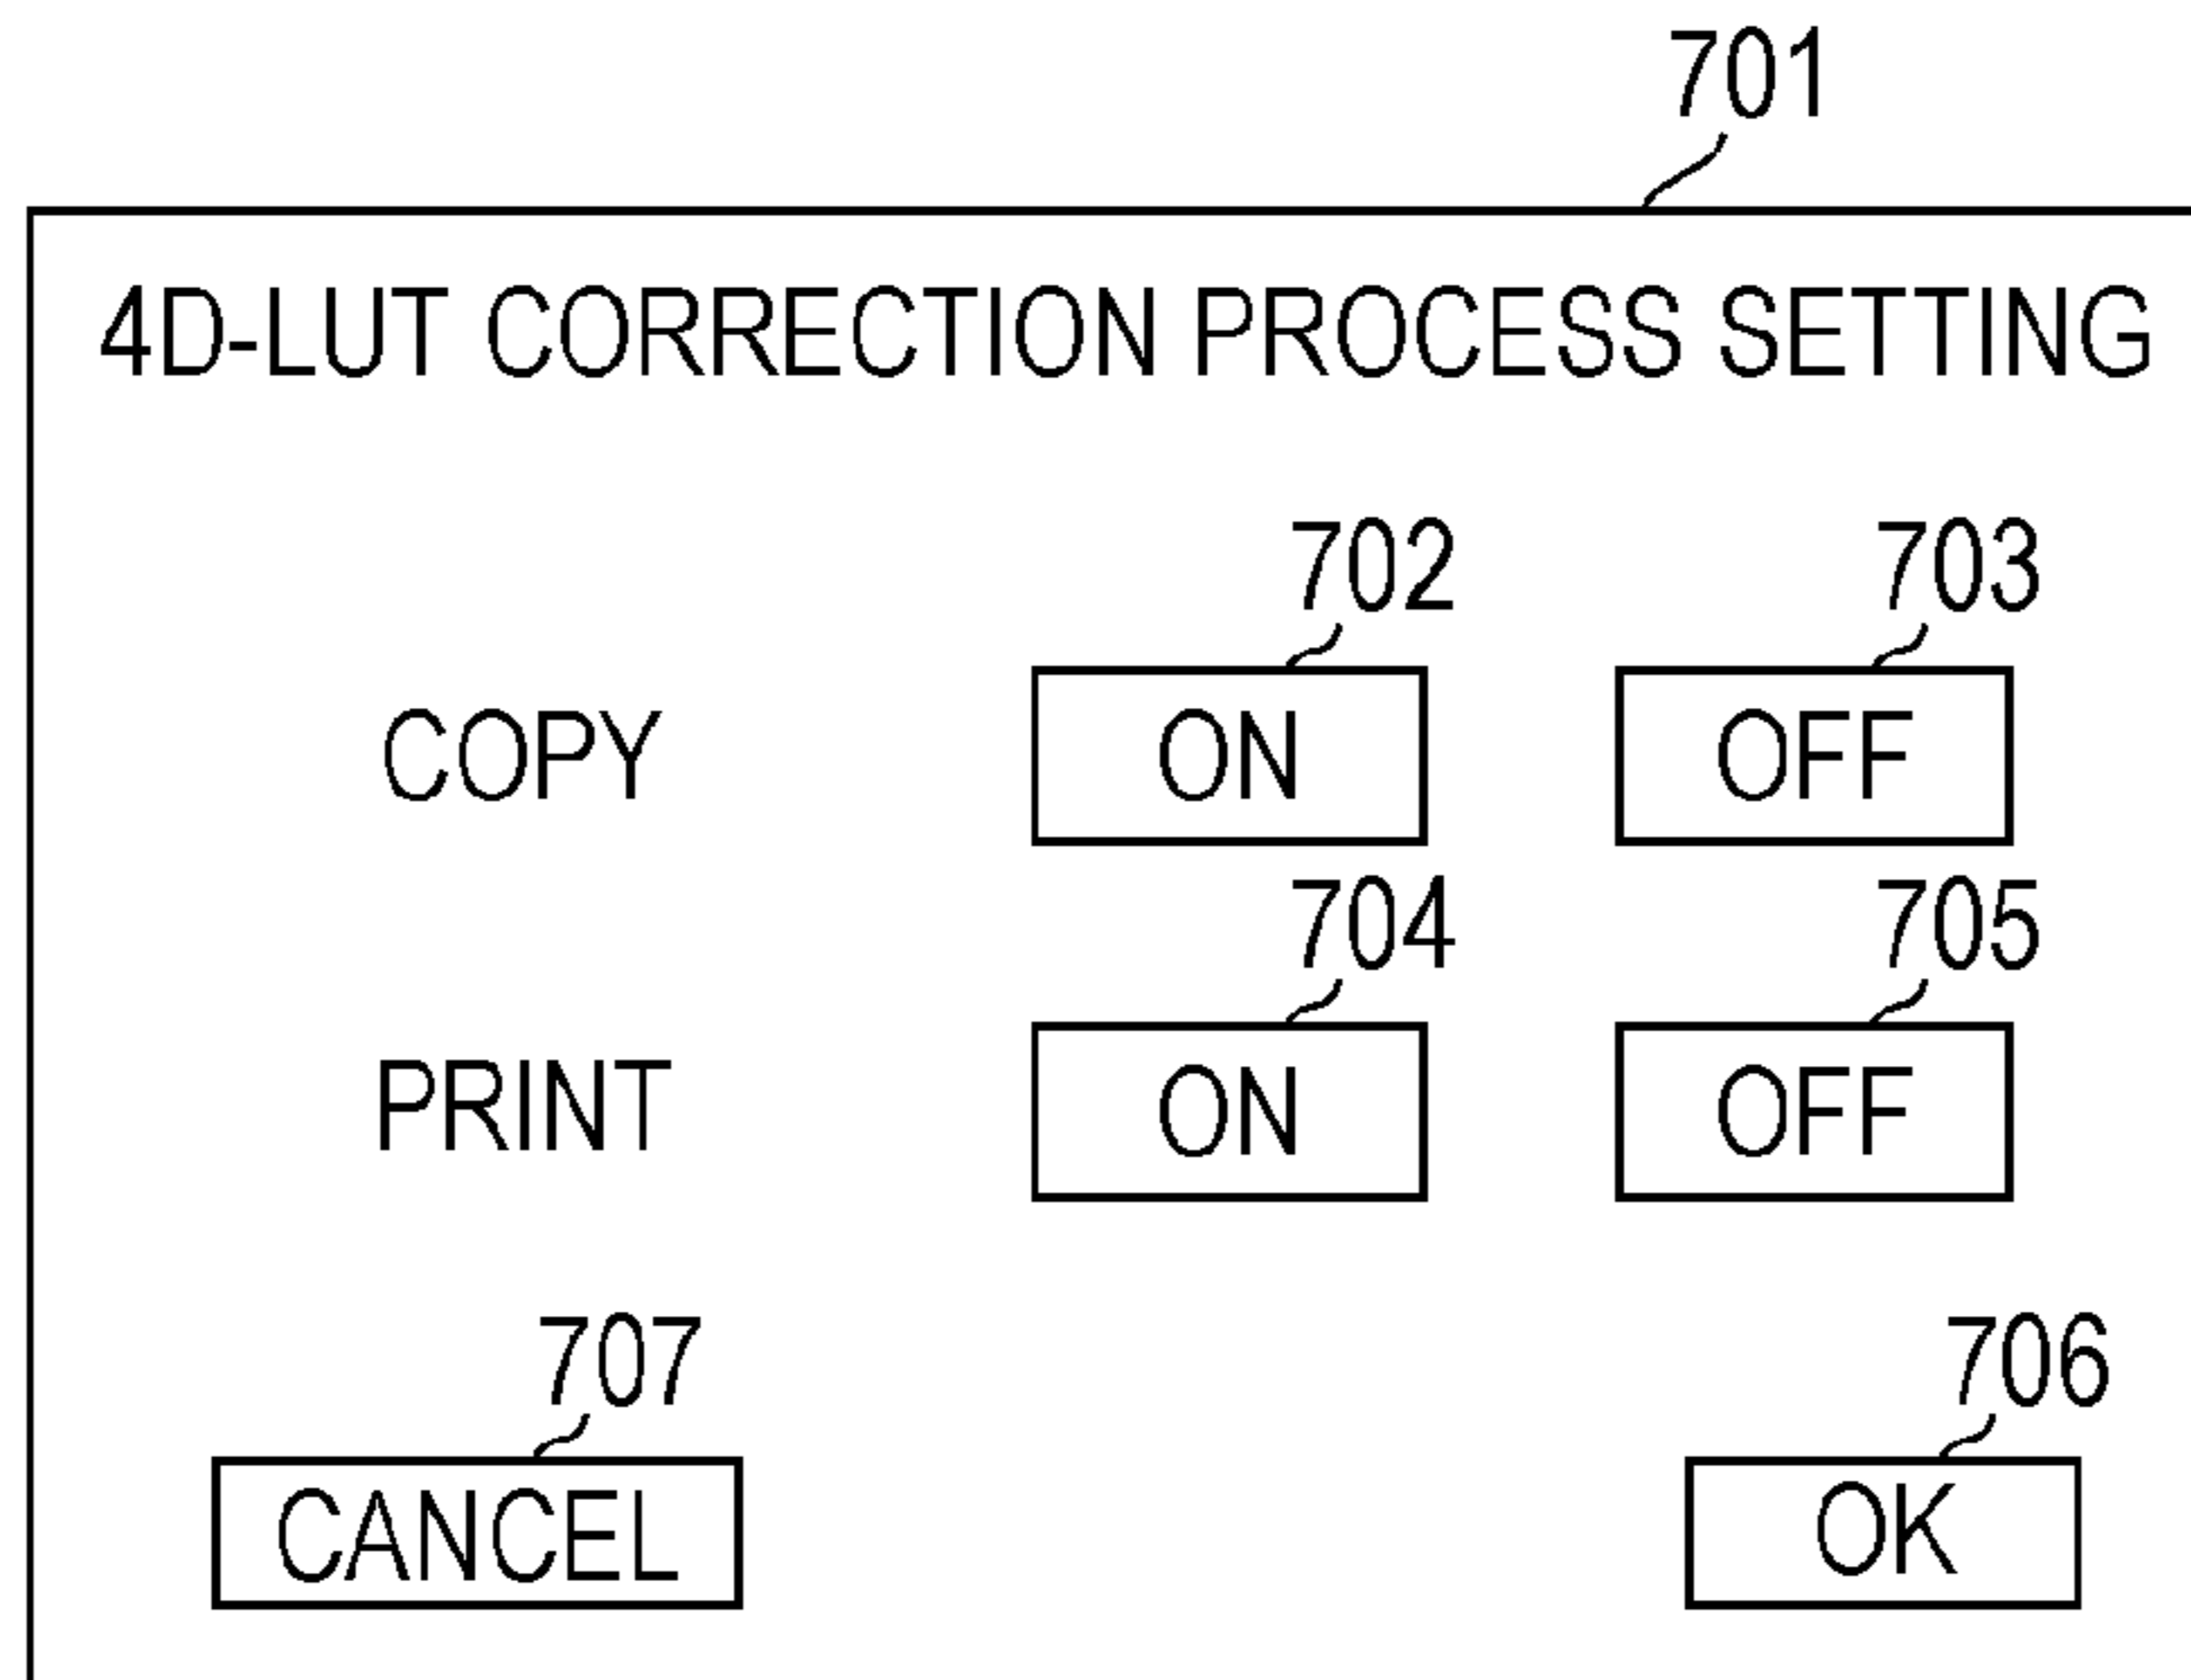 701
4D-LUT CORRECTION PROCESS SETTING
702 703
COPY ON OFF
704 705
PRINT ON OFF
707 706
CANCEL OK